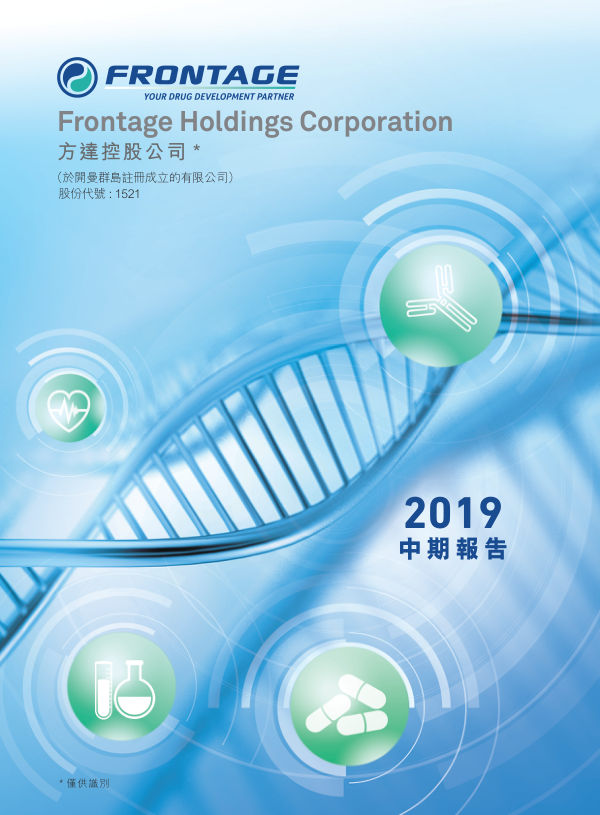 FRONTAGE
YOUR DRUG DEVELOPMENT PARTNER
Frontage Holdings Corporation
方達控股公司 *
（於開曼群島註冊成立的有限公司）
股份代號 : 1521
2019
中期報告
* 僅供識別